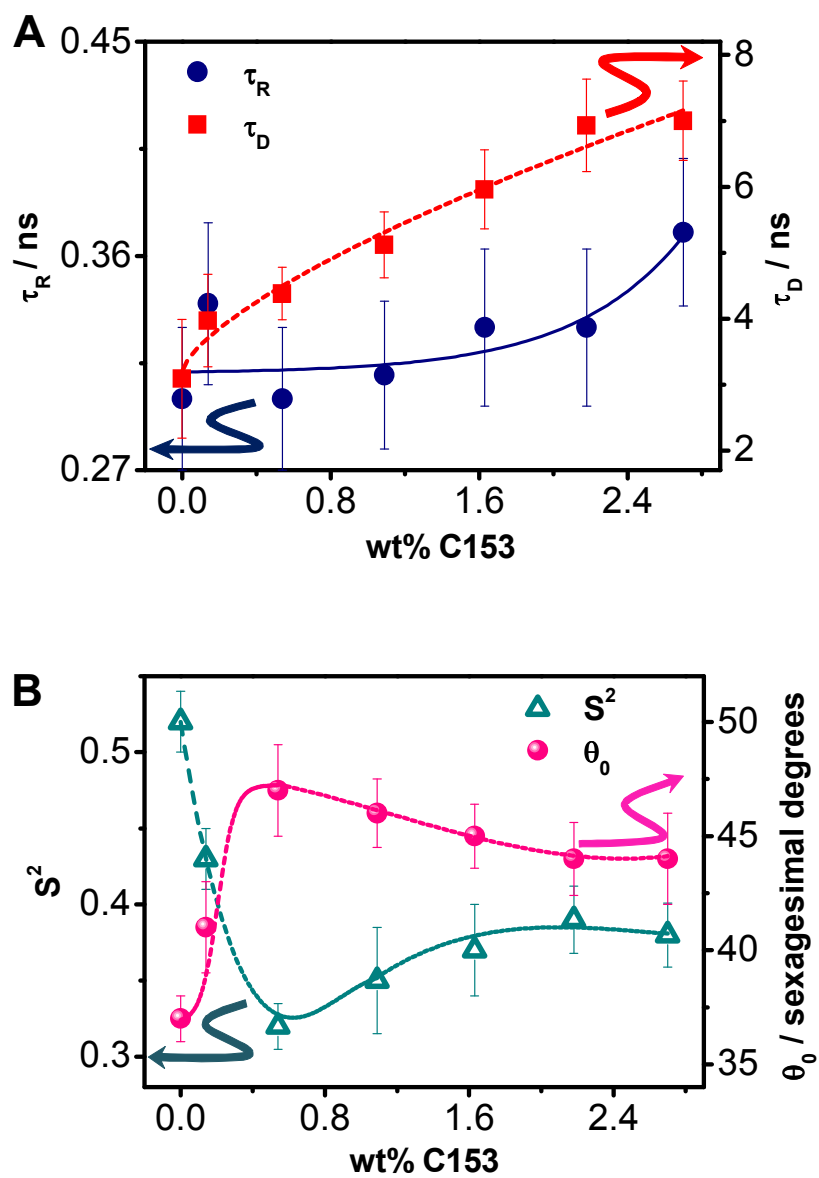 A
0.45
0.36
0.27
τR / ns
τR
τD
8
6
4
2
τD / ns
0.0 0.8 1.6 2.4
wt% C153
B
0.5
0.4
0.3
S²
S²
θ0
50
45
40
35
θ0 / sexagesimal degrees
0.0 0.8 1.6 2.4
wt% C153